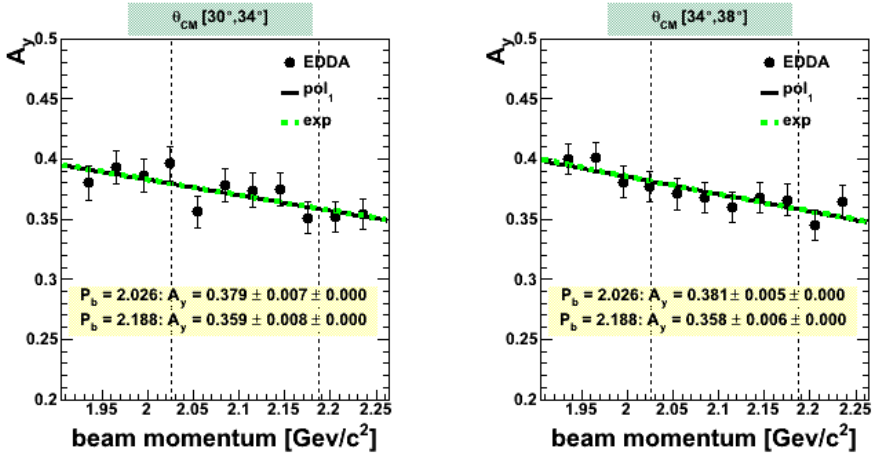 θCM [30°,34°]
Ay
0.5
0.45
0.4
0.35
0.3
0.25
0.2
EDDA
pol1
exp
Pb = 2.026: Ay = 0.379 ± 0.007 ± 0.000
Pb = 2.188: Ay = 0.359 ± 0.008 ± 0.000
1.95 2 2.05 2.1 2.15 2.2 2.25
beam momentum [Gev/c²]
θCM [34°,38°]
Ay
0.5
0.45
0.4
0.35
0.3
0.25
0.2
EDDA
pol1
exp
Pb = 2.026: Ay = 0.381± 0.005 ± 0.000
Pb = 2.188: Ay = 0.358 ± 0.006 ± 0.000
1.95 2 2.05 2.1 2.15 2.2 2.25
beam momentum [Gev/c²]